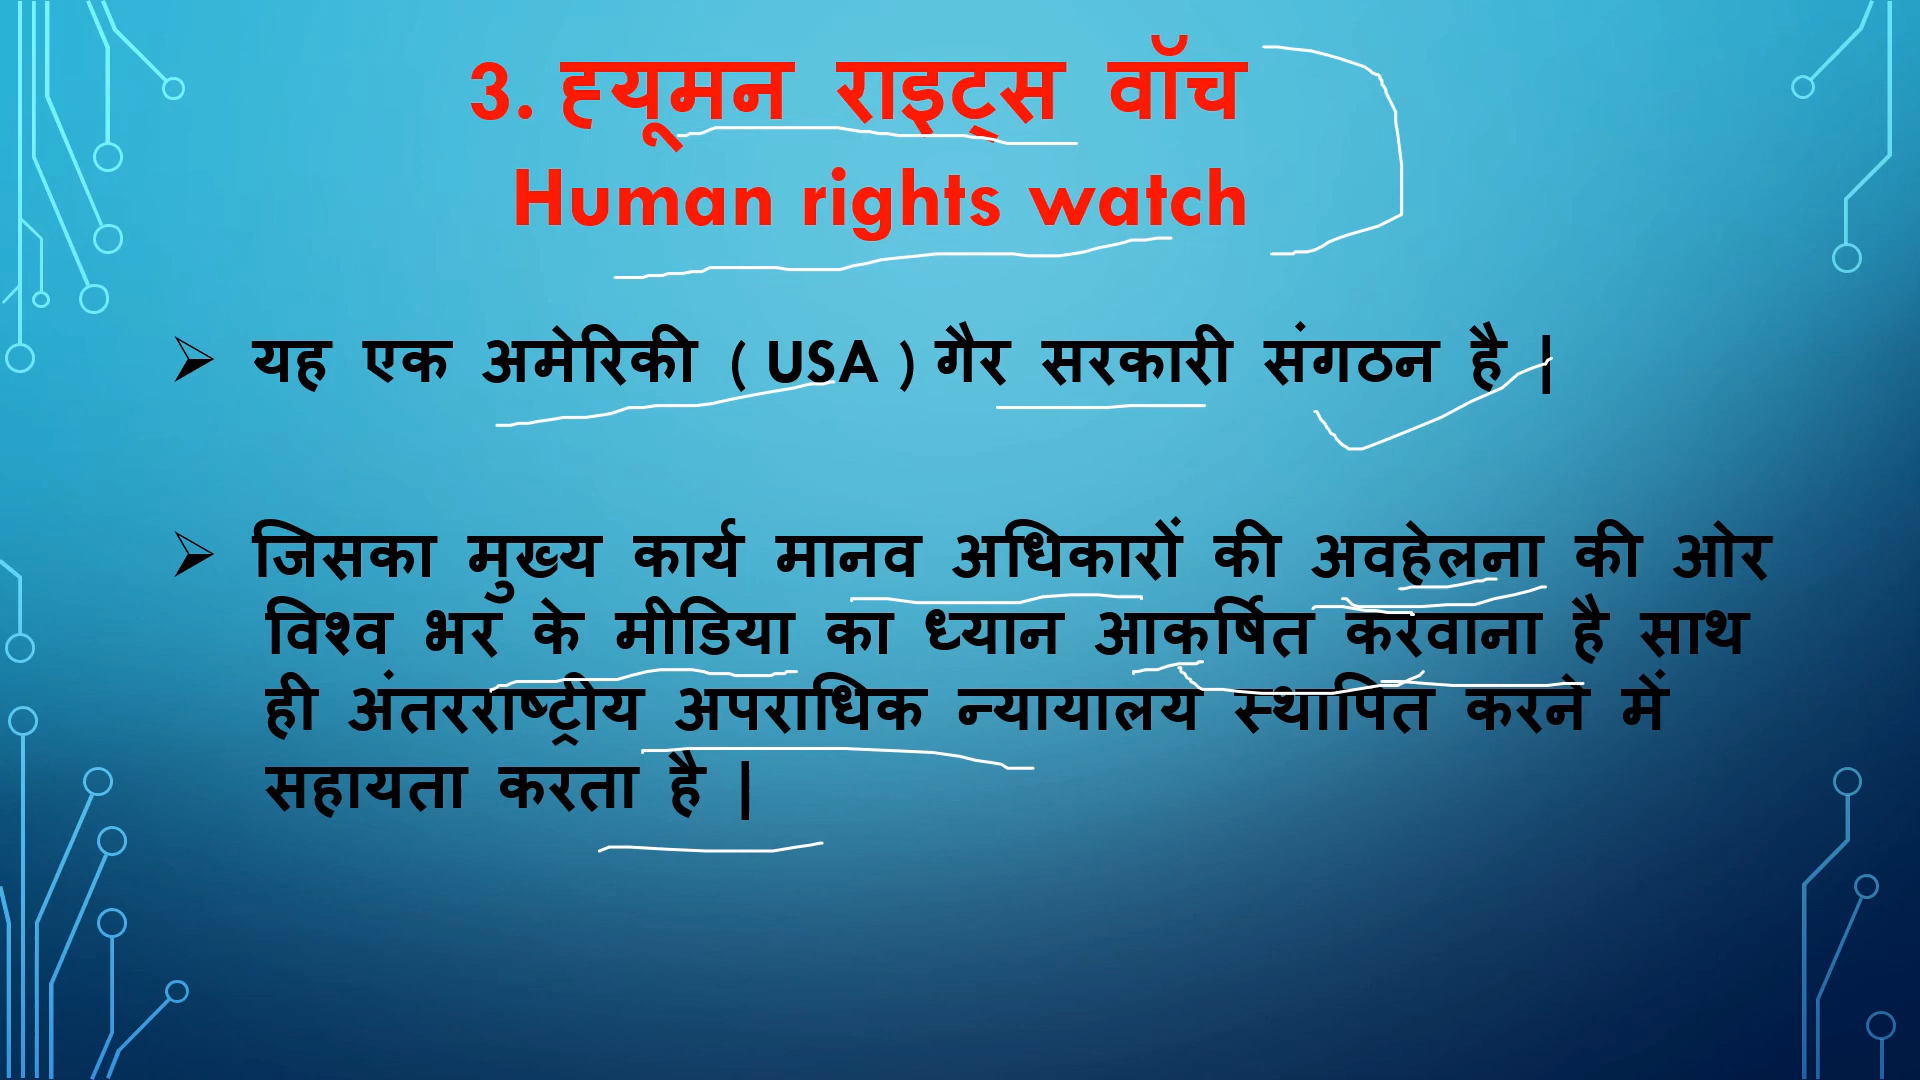 3. ह्यूमन राइट्स वॉच
Human rights watch
➢ यह एक अमेरिकी ( USA ) गैर सरकारी संगठन है |
➢ जिसका मुख्य कार्य मानव अधिकारों की अवहेलना की ओर
विश्व भर के मीडिया का ध्यान आकर्षित करवाना है साथ
ही अंतरराष्ट्रीय अपराधिक न्यायालय स्थापित करने में
सहायता करता है |